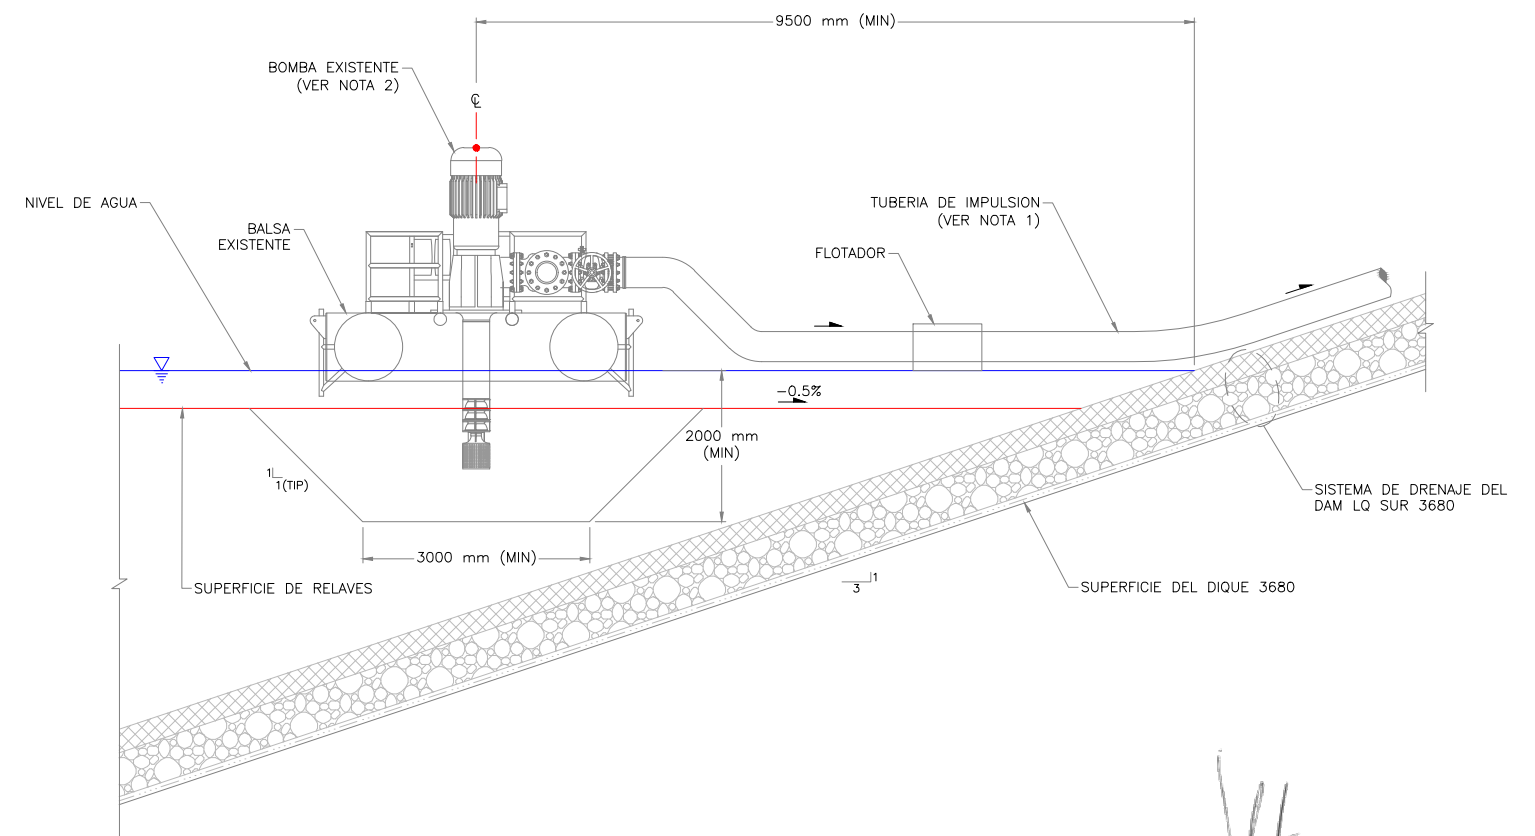 9500 mm (MIN)
BOMBA EXISTENTE
(VER NOTA 2)
℄
NIVEL DE AGUA
BALSA
EXISTENTE
TUBERIA DE IMPULSION
(VER NOTA 1)
FLOTADOR
-0.5%
2000 mm
(MIN)
1
1(TIP)
3000 mm (MIN)
SUPERFICIE DE RELAVES
SISTEMA DE DRENAJE DEL
DAM LQ SUR 3680
1
3
SUPERFICIE DEL DIQUE 3680